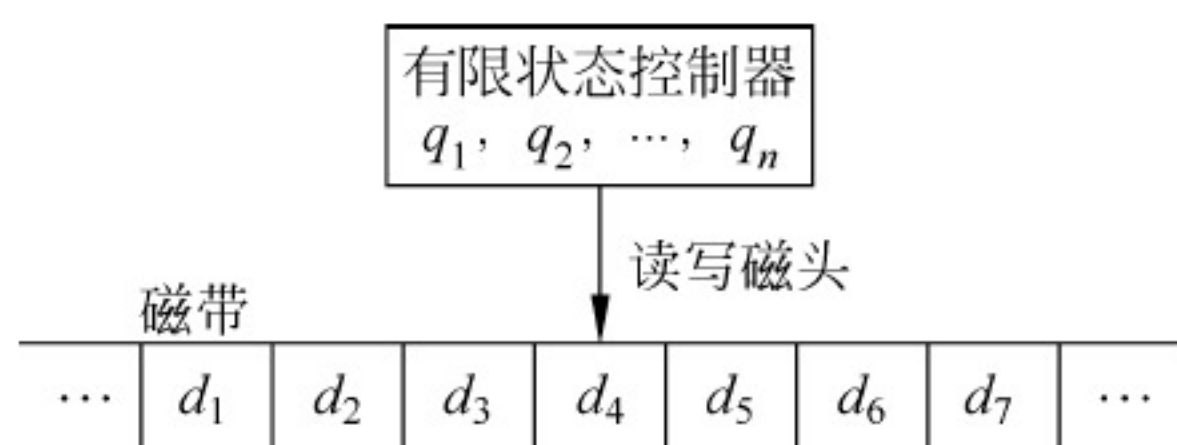 有限状态控制器
q₁, q₂, …, qₙ
读写磁头
磁带
… d₁ d₂ d₃ d₄ d₅ d₆ d₇ …